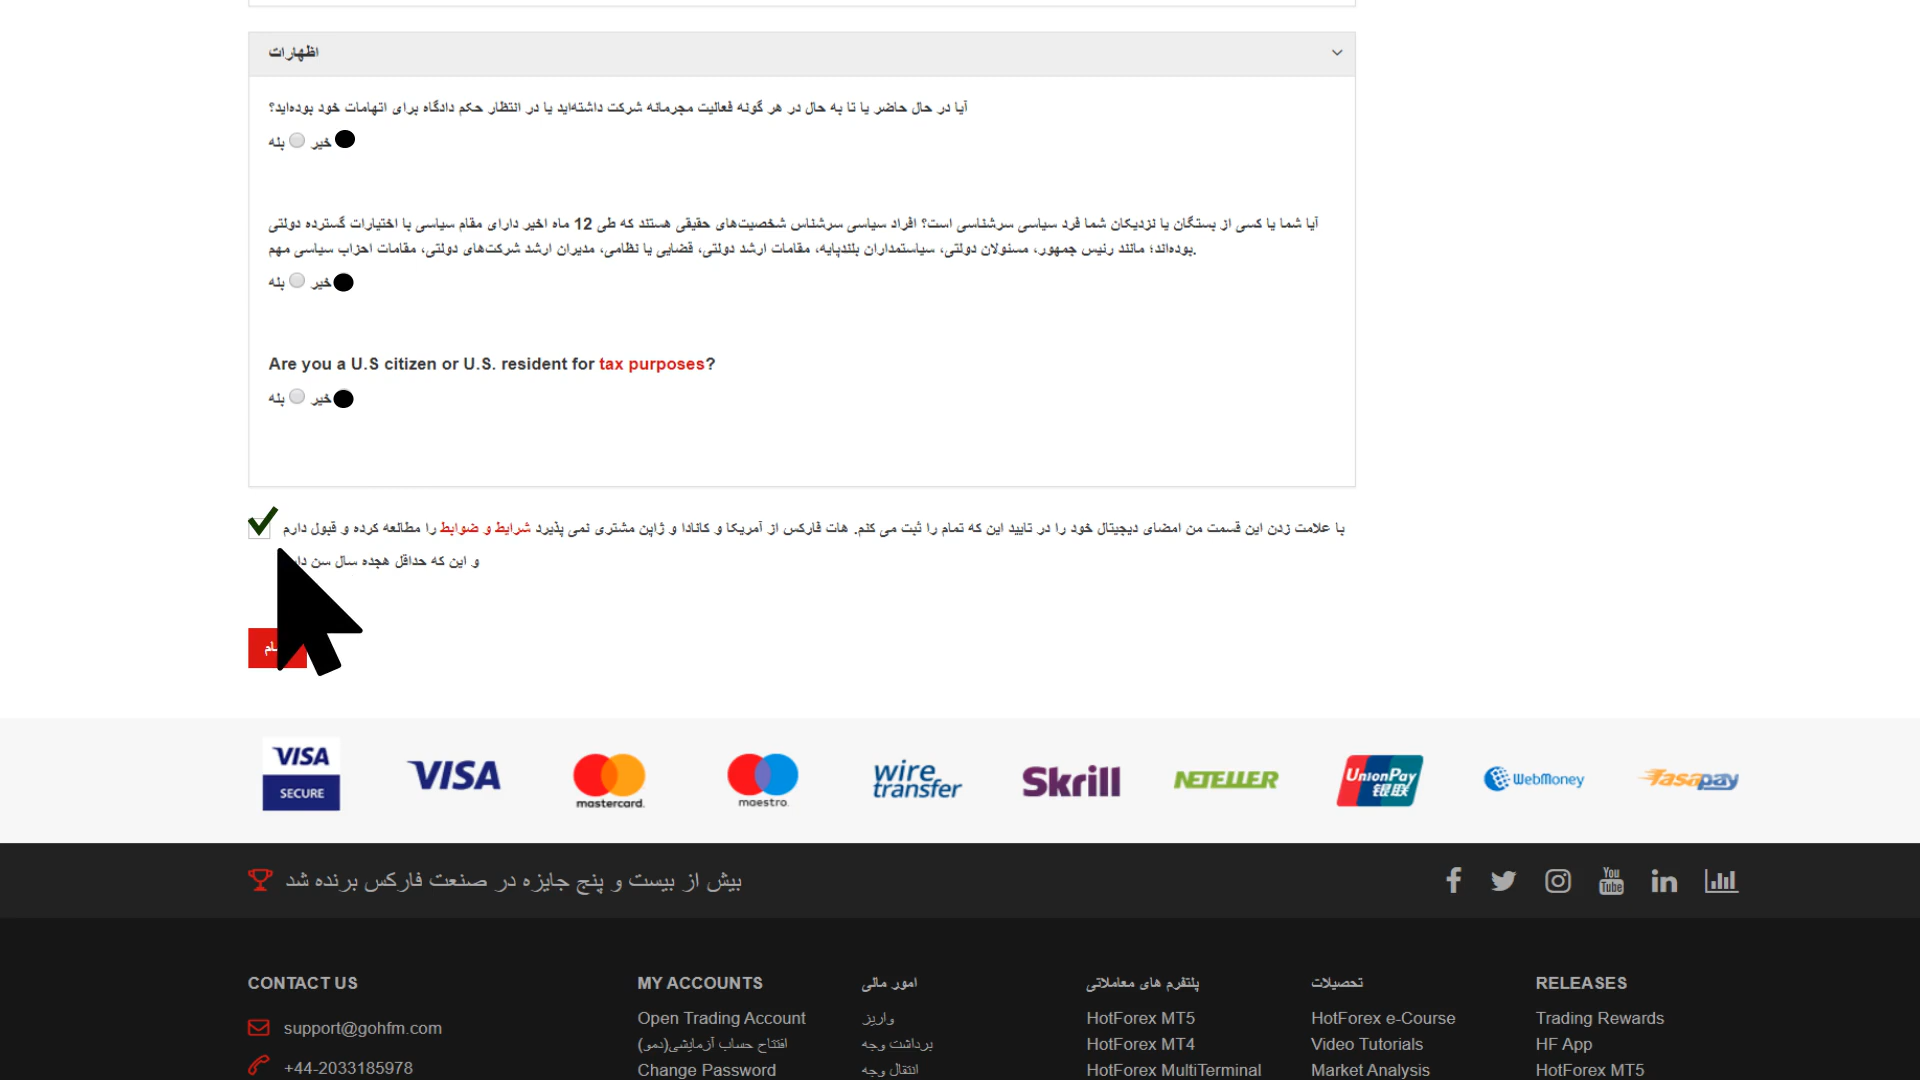 اظهارات
آیا در حال حاضر یا تا به حال در هر گونه فعالیت مجرمانه شرکت داشته‌اید یا در انتظار حکم دادگاه برای اتهامات خود بوده‌اید؟
بله خیر
آیا شما یا کسی از بستگان یا نزدیکان شما فرد سیاسی سرشناسی است؟ افراد سیاسی سرشناس شخصیت‌های حقیقی هستند که طی 12 ماه اخیر دارای مقام سیاسی با اختیارات گسترده دولتی
بوده‌اند؛ مانند رئیس جمهور، مسئولان دولتی، سیاستمداران بلندپایه، مقامات ارشد دولتی، قضایی یا نظامی، مدیران ارشد شرکت‌های دولتی، مقامات احزاب سیاسی مهم.
بله خیر
Are you a U.S citizen or U.S. resident for tax purposes?
بله خیر
با علامت زدن این قسمت من امضای دیجیتال خود را در تایید این که تمام را ثبت می کنم. هات فارکس از آمریکا و کانادا و ژاپن مشتری نمی پذیرد شرایط و ضوابط را مطالعه کرده و قبول دارم
و این که حداقل هجده سال سن
VISA
SECURE
VISA
mastercard.
maestro.
wire
transfer
Skrill
NETELLER
UnionPay
银联
WebMoney
fasapay
بیش از بیست و پنج جایزه در صنعت فارکس برنده شد
You
Tube
CONTACT US
support@gohfm.com
+44-2033185978
MY ACCOUNTS
Open Trading Account
افتتاح حساب آزمایشی(دمو)
Change Password
امور مالی
واریز
برداشت وجه
انتقال وجه
پلتفرم های معاملاتی
HotForex MT5
HotForex MT4
HotForex MultiTerminal
تحصیلات
HotForex e-Course
Video Tutorials
Market Analysis
RELEASES
Trading Rewards
HF App
HotForex MT5